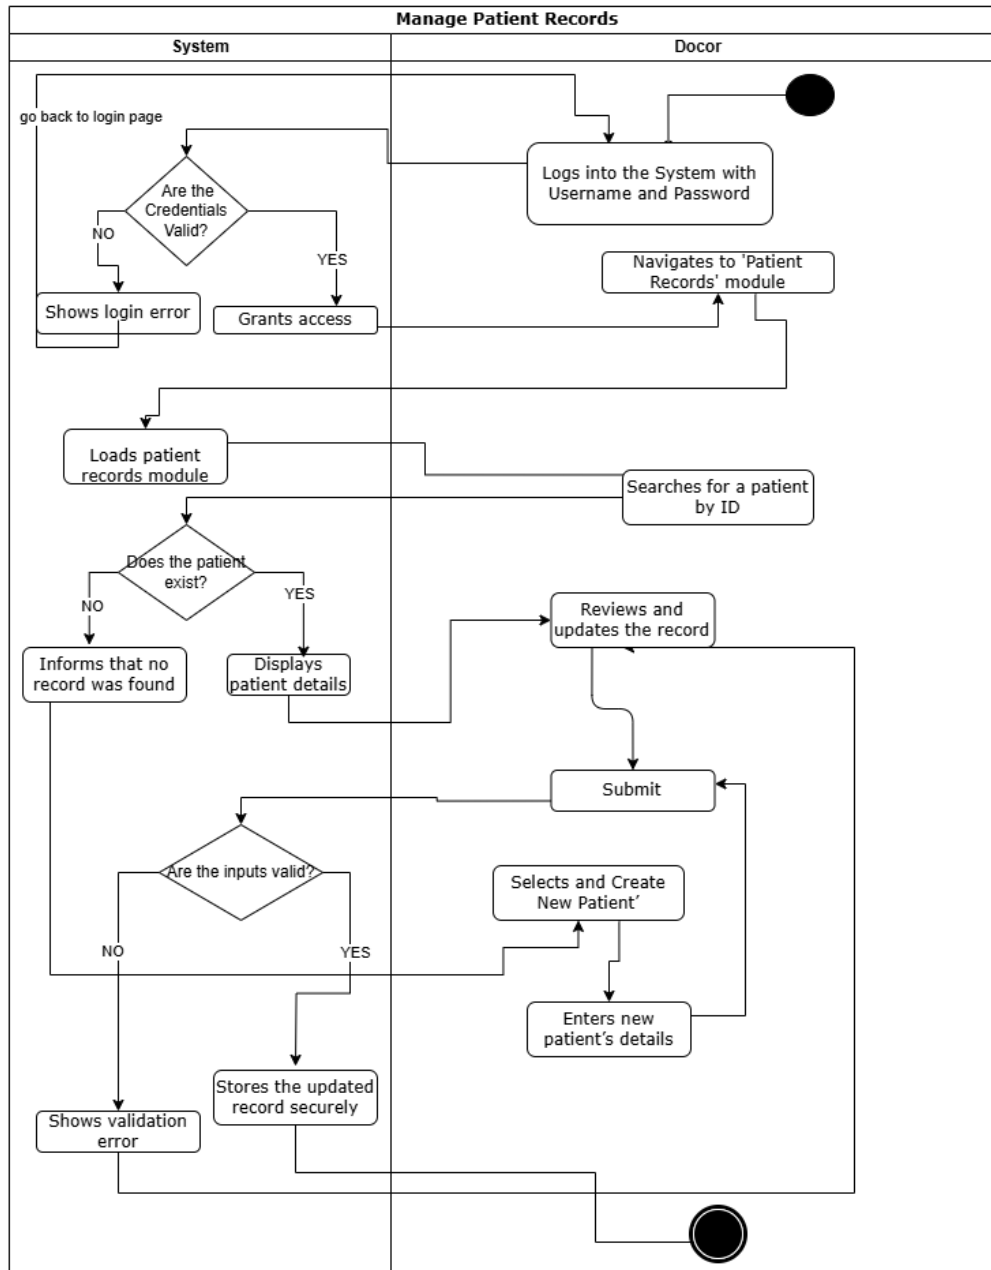 Manage Patient Records
System
Docor
go back to login page
Logs into the System with
Username and Password
Are the
Credentials
Valid?
NO
YES
Navigates to 'Patient
Records' module
Shows login error
Grants access
Loads patient
records module
Searches for a patient
by ID
Does the patient
exist?
NO
YES
Reviews and
updates the record
Informs that no
record was found
Displays
patient details
Submit
Are the inputs valid?
Selects and Create
New Patient’
NO
YES
Enters new
patient’s details
Stores the updated
record securely
Shows validation
error